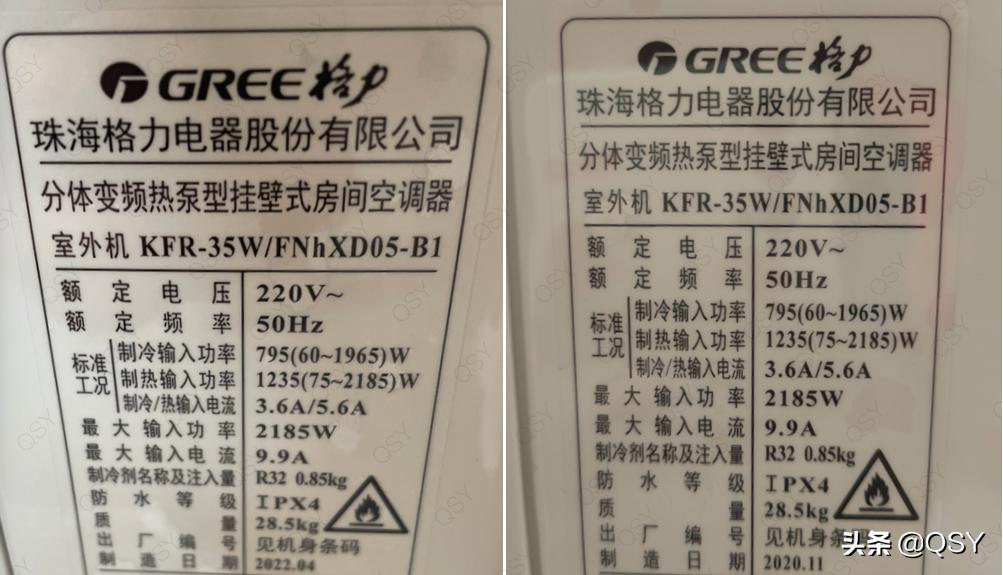 GREE 格力
珠海格力电器股份有限公司
分体变频热泵型挂壁式房间空调器
室外机 KFR-35W/FNhXD05-B1
额定电压 220V~
额定频率 50Hz
标准工况
制冷输入功率 795(60~1965)W
制热输入功率 1235(75~2185)W
制冷/热输入电流 3.6A/5.6A
最大输入功率 2185W
最大输入电流 9.9A
制冷剂名称及注入量 R32 0.85kg
防水等级 IPX4
质量 28.5kg
出厂编号 见机身条码
制造日期 2022.04
GREE 格力
珠海格力电器股份有限公司
分体变频热泵型挂壁式房间空调器
室外机 KFR-35W/FNhXD05-B1
额定电压 220V~
额定频率 50Hz
标准工况
制冷输入功率 795(60~1965)W
制热输入功率 1235(75~2185)W
制冷/热输入电流 3.6A/5.6A
最大输入功率 2185W
最大输入电流 9.9A
制冷剂名称及注入量 R32 0.85kg
防水等级 IPX4
质量 28.5kg
出厂编号 见机身条
制造日期 2020.11
头条 @QSY